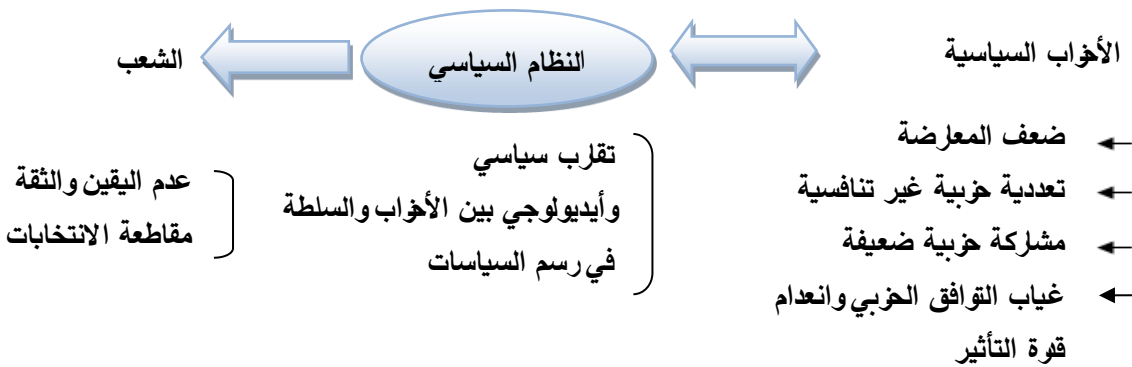 الأحزاب السياسية
النظام السياسي
الشعب
ضعف المعارضة
تعددية حزبية غير تنافسية
مشاركة حزبية ضعيفة
غياب التوافق الحزبي وانعدام
قوة التأثير
تقارب سياسي
وأيديولوجي بين الأحزاب والسلطة
في رسم السياسات
عدم اليقين والثقة
مقاطعة الانتخابات